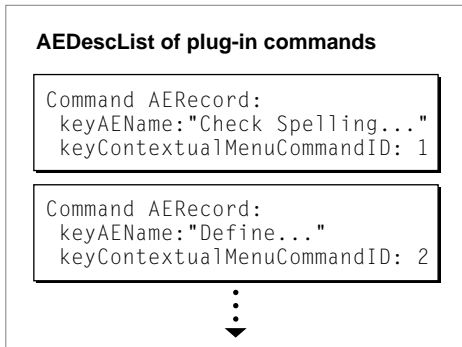 AEDescList of plug-in commands
Command AERecord:
keyAEName:"Check Spelling..."
keyContextualMenuCommandID: 1
Command AERecord:
keyAEName:"Define..."
keyContextualMenuCommandID: 2